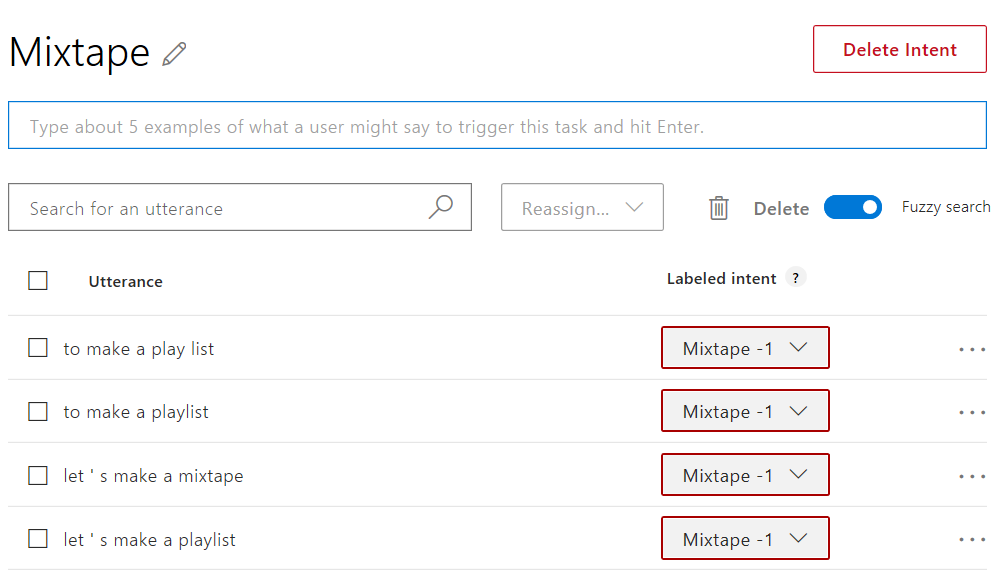 Mixtape
Delete Intent
Type about 5 examples of what a user might say to trigger this task and hit Enter.
Search for an utterance
Reassign...
Delete
Fuzzy search
Utterance
Labeled intent ?
to make a play list
Mixtape -1
to make a playlist
Mixtape -1
let ' s make a mixtape
Mixtape -1
let ' s make a playlist
Mixtape -1